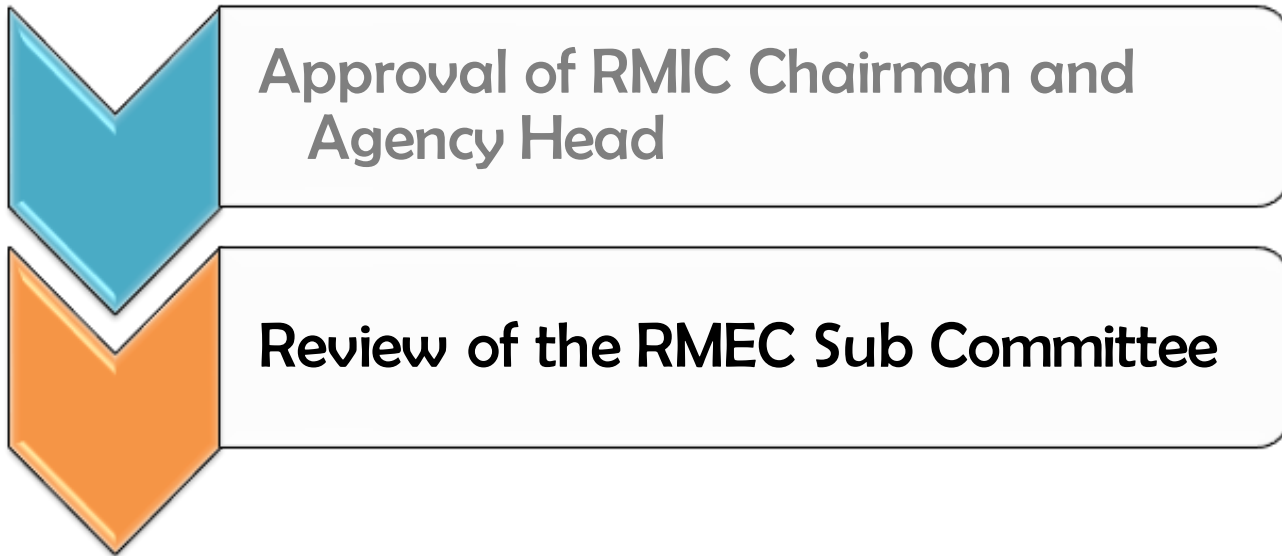 Approval of RMIC Chairman and
Agency Head
Review of the RMEC Sub Committee